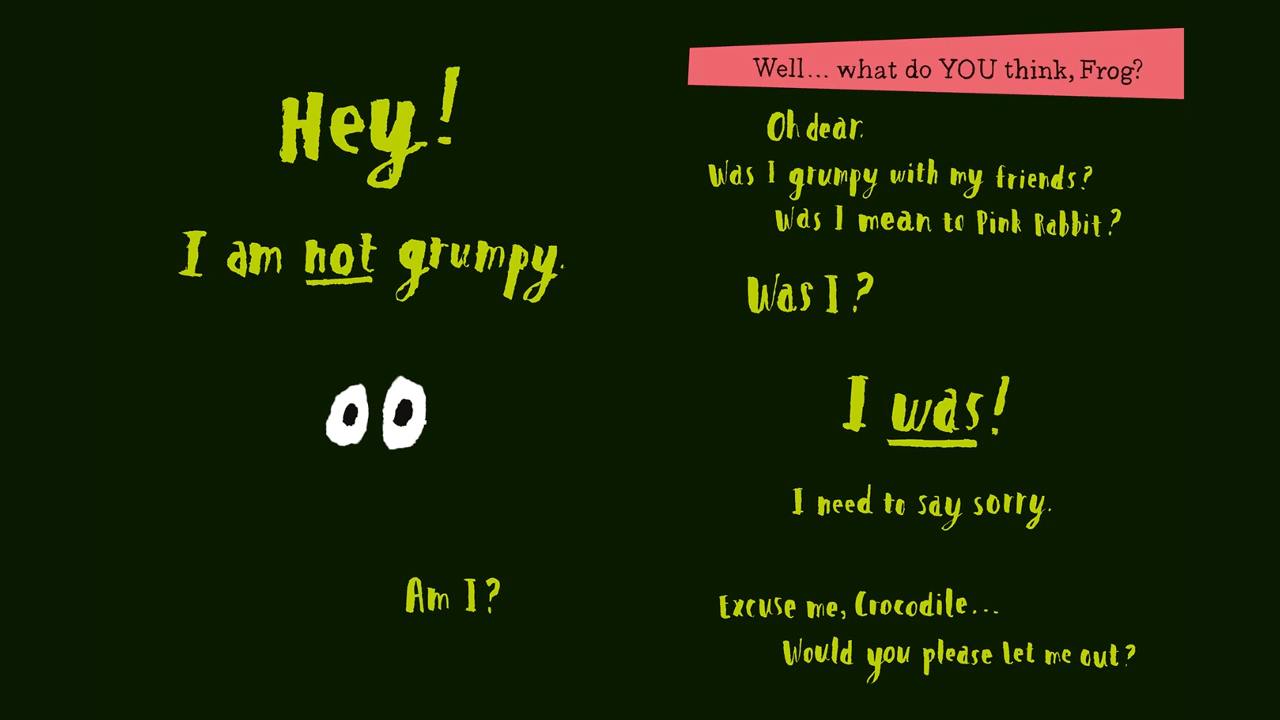 Hey!
I am not grumpy.
Am I?
Well... what do YOU think, Frog?
Oh dear.
Was I grumpy with my friends?
Was I mean to Pink Rabbit?
Was I?
I was!
I need to say sorry.
Excuse me, Crocodile...
Would you please let me out?